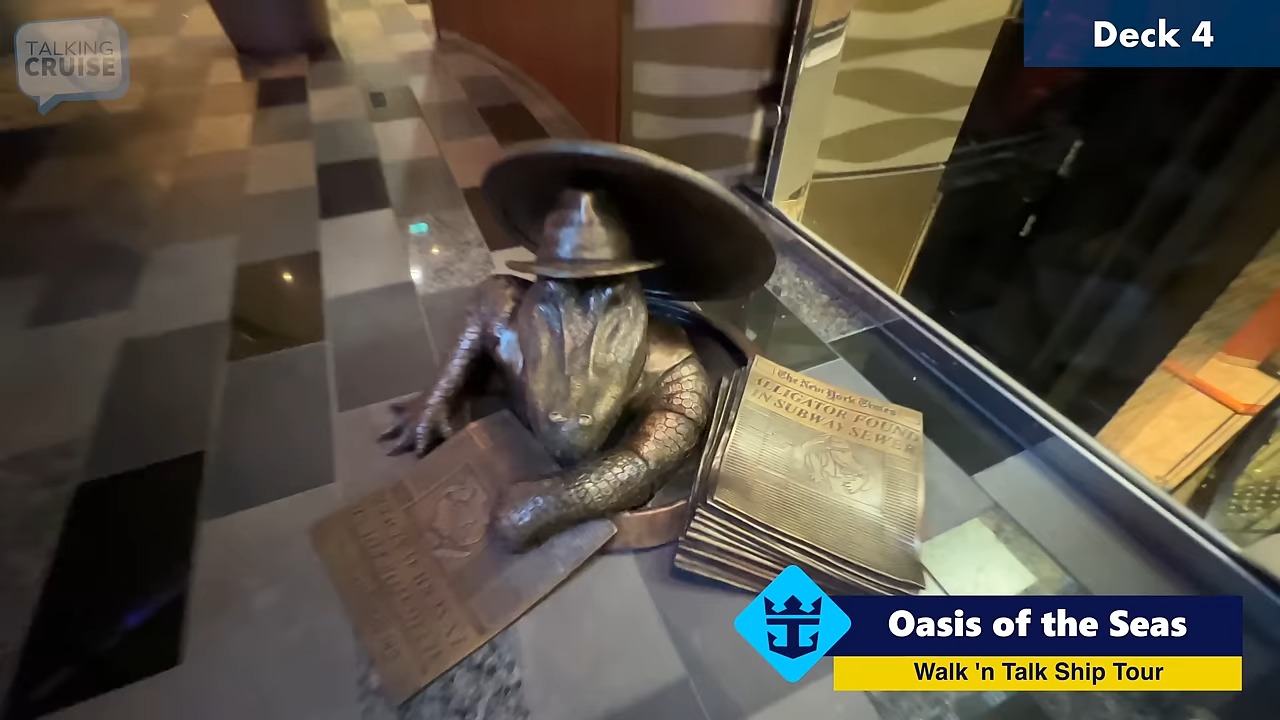 TALKING
CRUISE
Deck 4
The New York Times
ALLIGATOR FOUND
IN SUBWAY SEWER
Oasis of the Seas
Walk 'n Talk Ship Tour